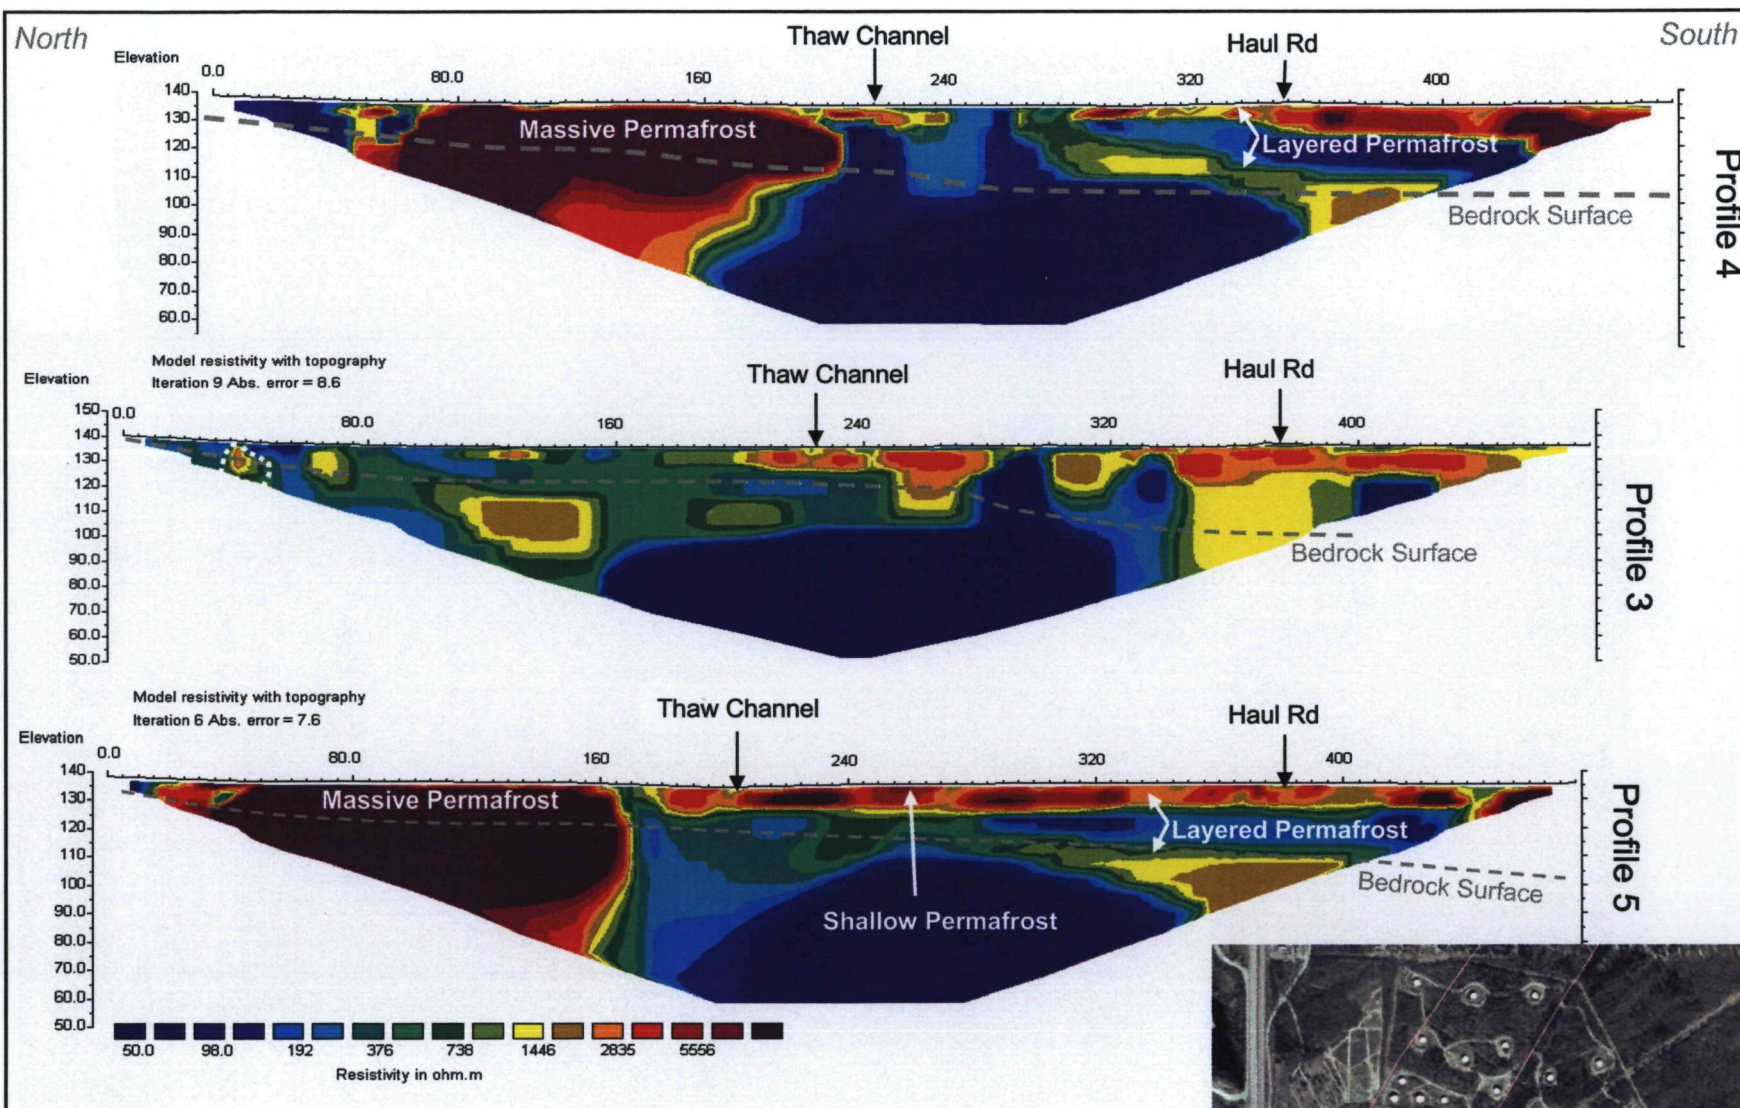 North
South
Thaw Channel
Haul Rd
Elevation
0.0 80.0 160 240 320 400
140
130
120
110
100
90.0
80.0
70.0
60.0
Massive Permafrost
Layered Permafrost
Bedrock Surface
Profile 4
Model resistivity with topography
Iteration 9 Abs. error = 8.6
Thaw Channel
Haul Rd
Elevation
0.0 80.0 160 240 320 400
150
140
130
120
110
100
90.0
80.0
70.0
60.0
50.0
Bedrock Surface
Profile 3
Model resistivity with topography
Iteration 6 Abs. error = 7.6
Thaw Channel
Haul Rd
Elevation
0.0 80.0 160 240 320 400
140
130
120
110
100
90.0
80.0
70.0
60.0
50.0
Massive Permafrost
Layered Permafrost
Shallow Permafrost
Bedrock Surface
Profile 5
50.0 98.0 192 376 738 1446 2835 5556
Resistivity in ohm.m